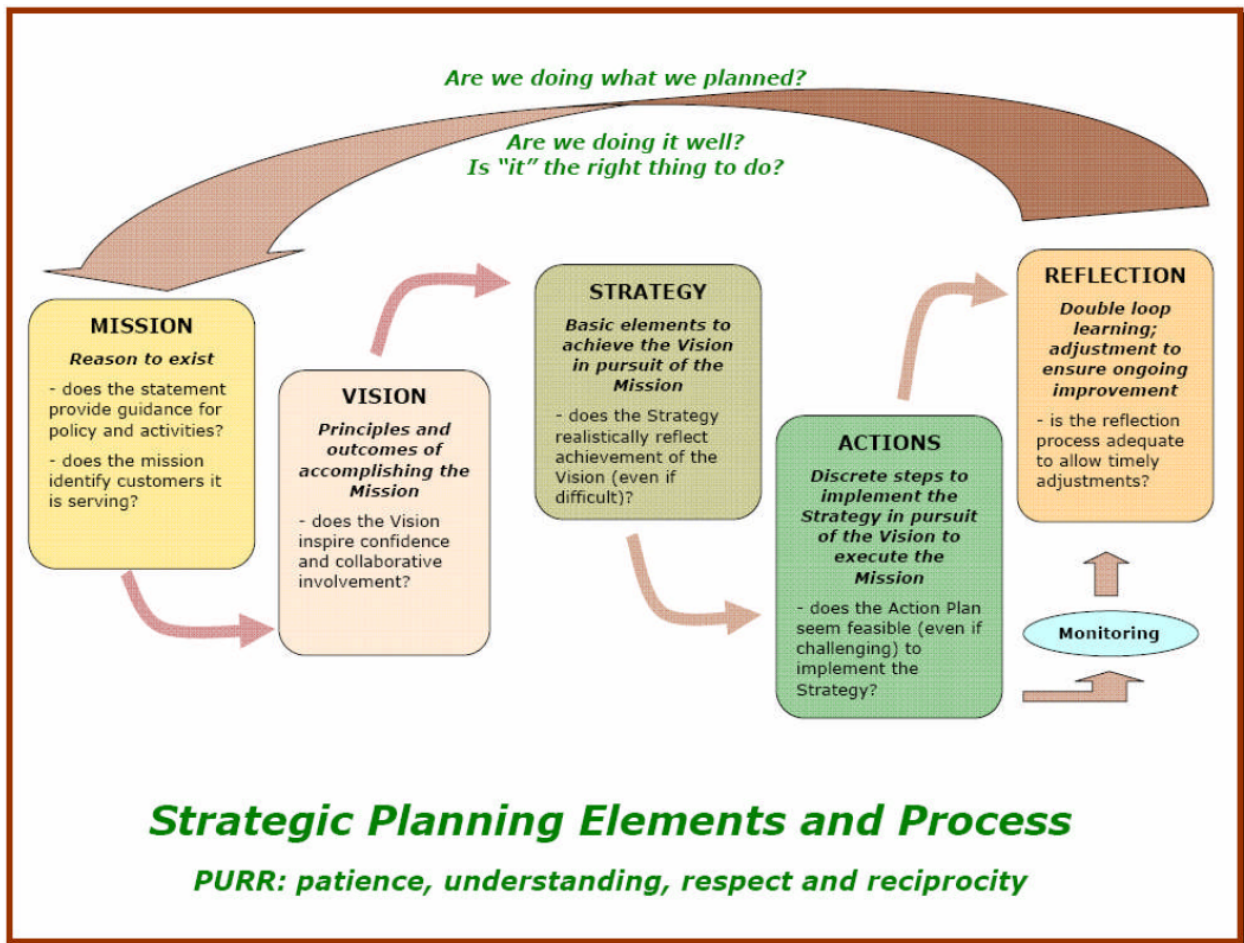 Are we doing what we planned?
Are we doing it well?
Is “it” the right thing to do?
MISSION
Reason to exist
- does the statement
provide guidance for
policy and activities?
- does the mission
identify customers it
is serving?
VISION
Principles and
outcomes of
accomplishing the
Mission
- does the Vision
inspire confidence
and collaborative
involvement?
STRATEGY
Basic elements to
achieve the Vision
in pursuit of the
Mission
- does the Strategy
realistically reflect
achievement of the
Vision (even if
difficult)?
ACTIONS
Discrete steps to
implement the
Strategy in pursuit
of the Vision to
execute the
Mission
- does the Action Plan
seem feasible (even if
challenging) to
implement the
Strategy?
REFLECTION
Double loop
learning;
adjustment to
ensure ongoing
improvement
- is the reflection
process adequate
to allow timely
adjustments?
Monitoring
Strategic Planning Elements and Process
PURR: patience, understanding, respect and reciprocity